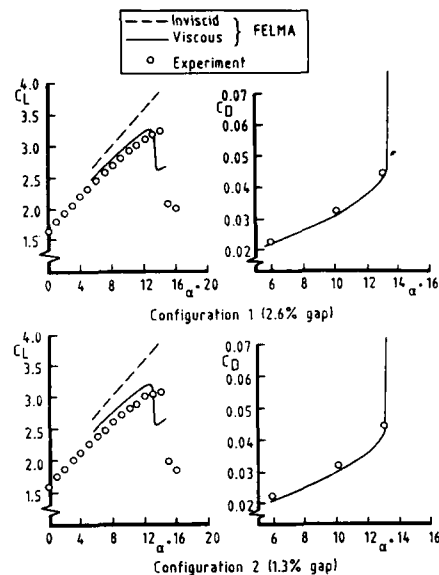 Inviscid
Viscous } FELMA
Experiment
CL
4.0
3.5
3.0
2.5
2.0
1.5
0 4 8 12 16 20
α°
CD
0.07
0.06
0.05
0.04
0.03
0.02
6 8 10 12 14 16
α°
Configuration 1 (2.6% gap)
CL
4.0
3.5
3.0
2.5
2.0
1.5
0 4 8 12 16 20
α°
CD
0.07
0.06
0.05
0.04
0.03
0.02
6 8 10 12 14 16
α°
Configuration 2 (1.3% gap)